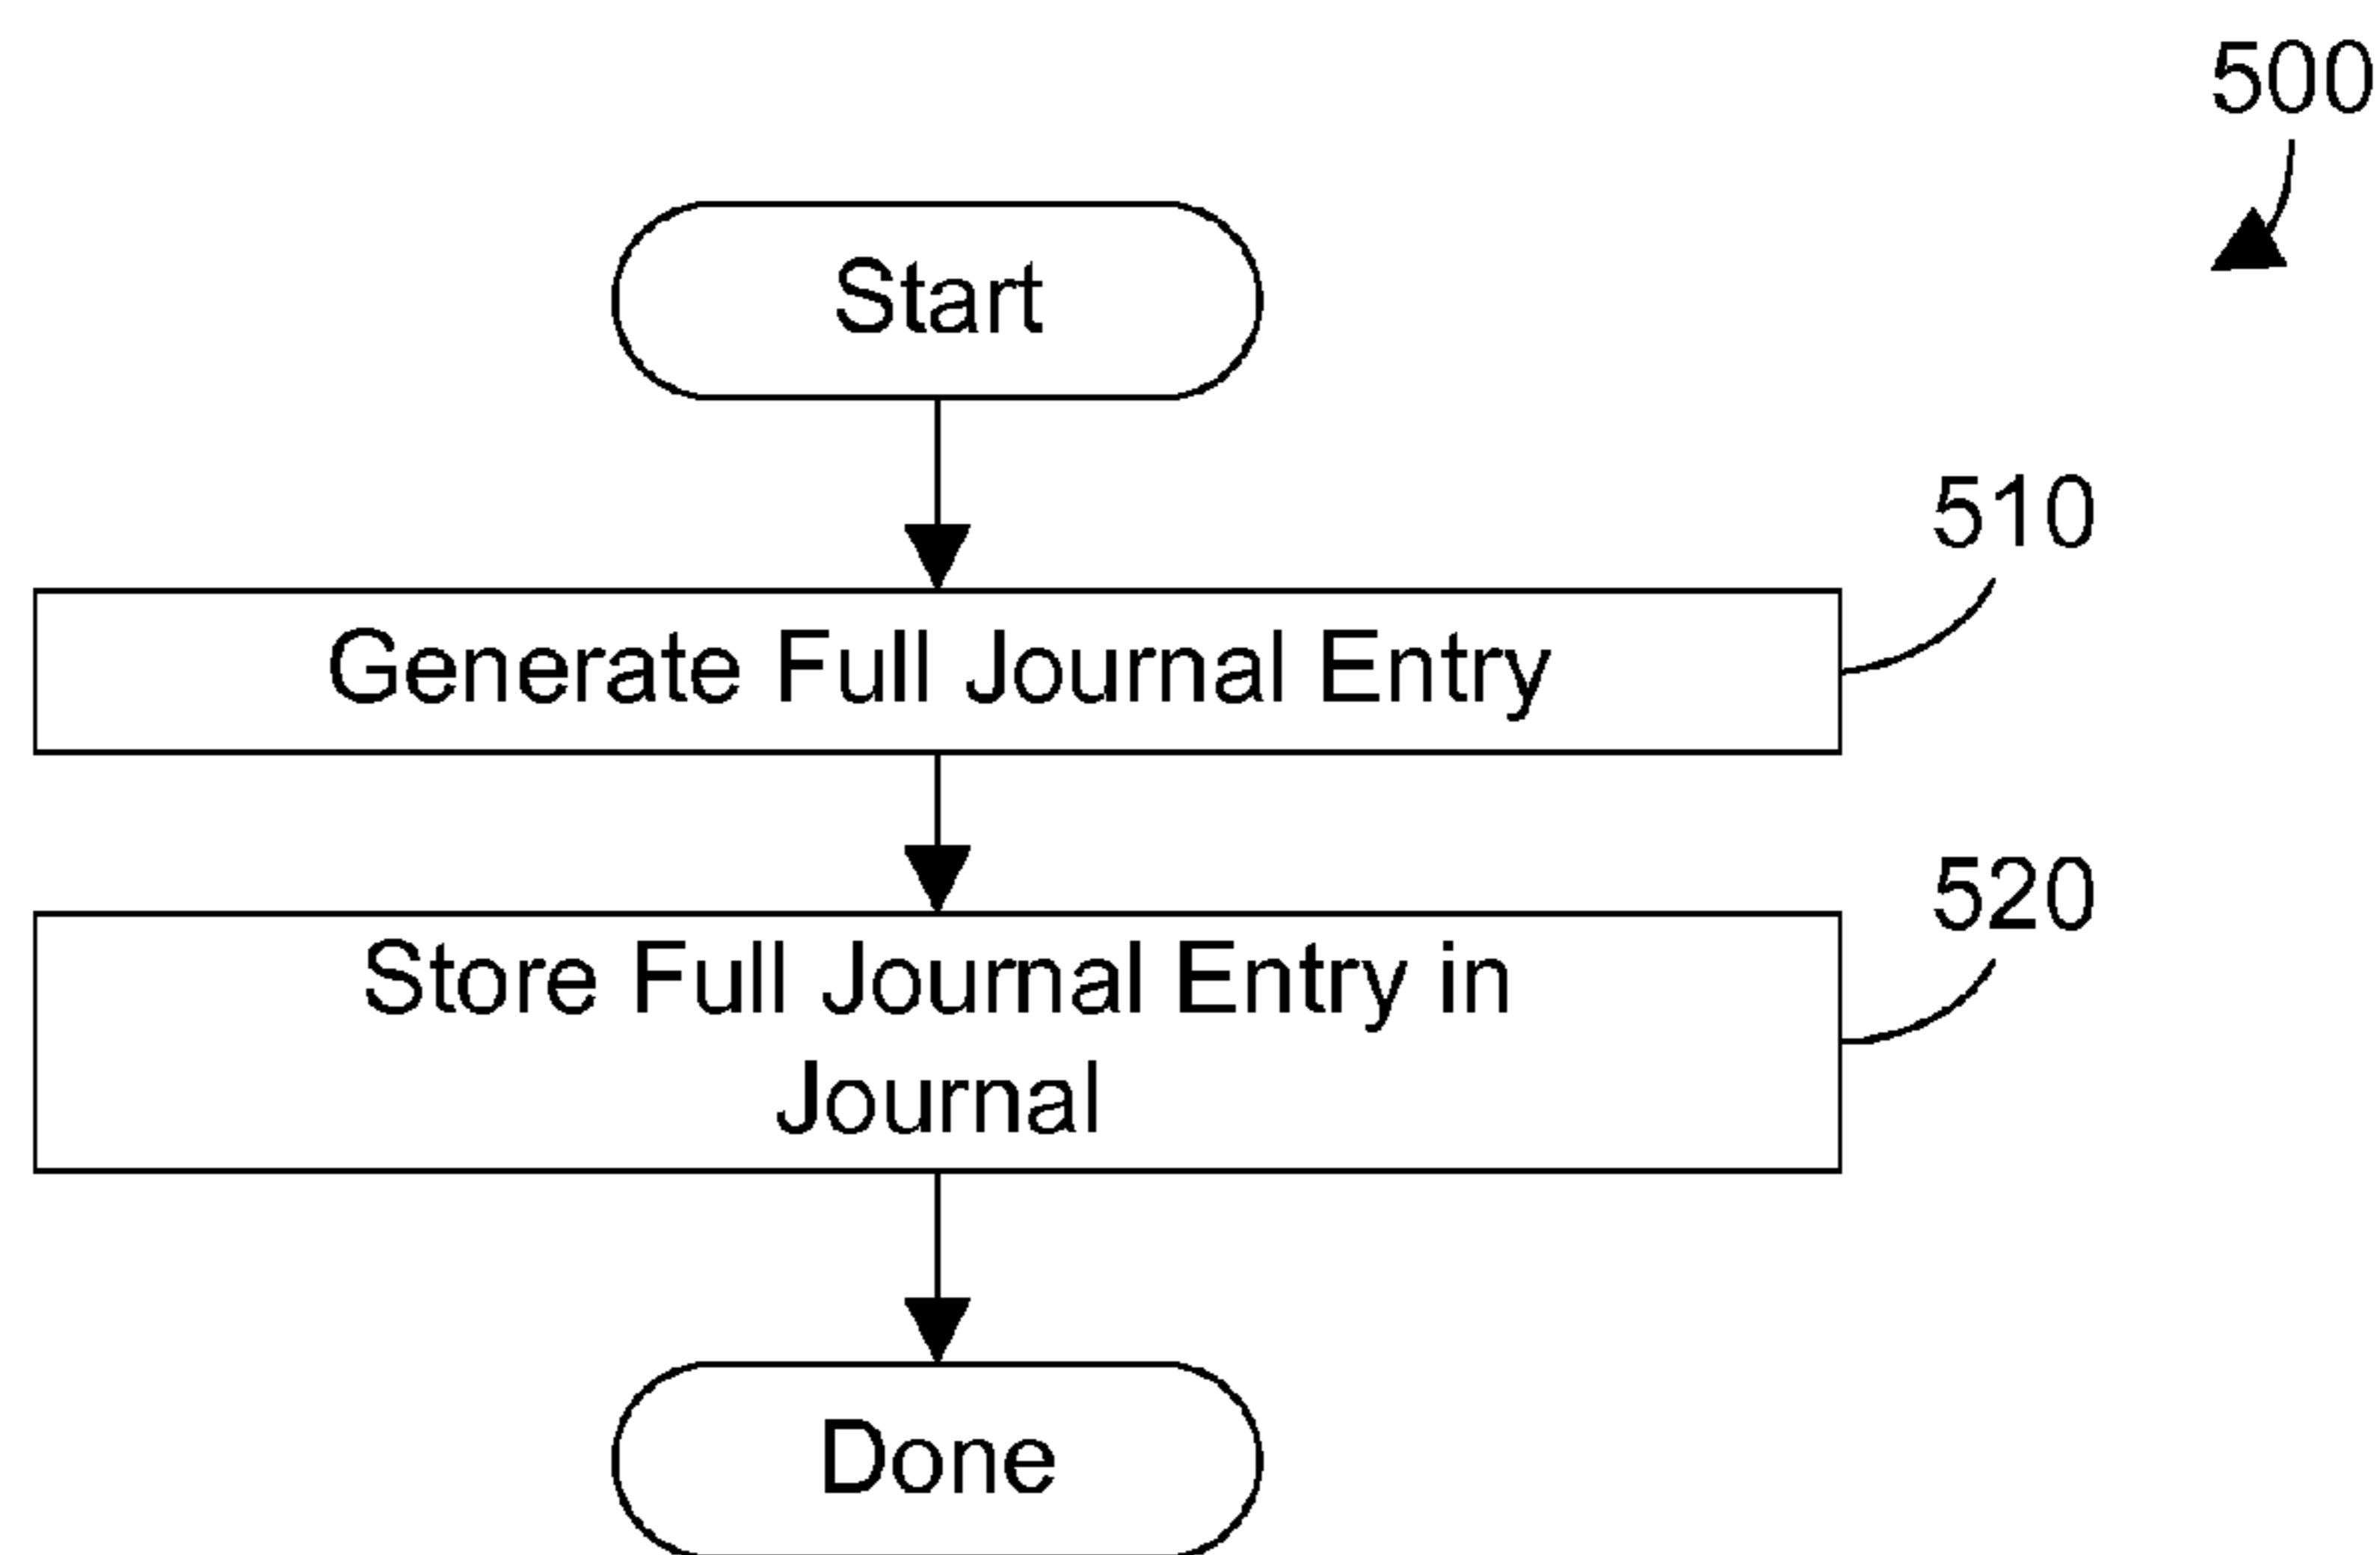 500
Start
510
Generate Full Journal Entry
520
Store Full Journal Entry in
Journal
Done